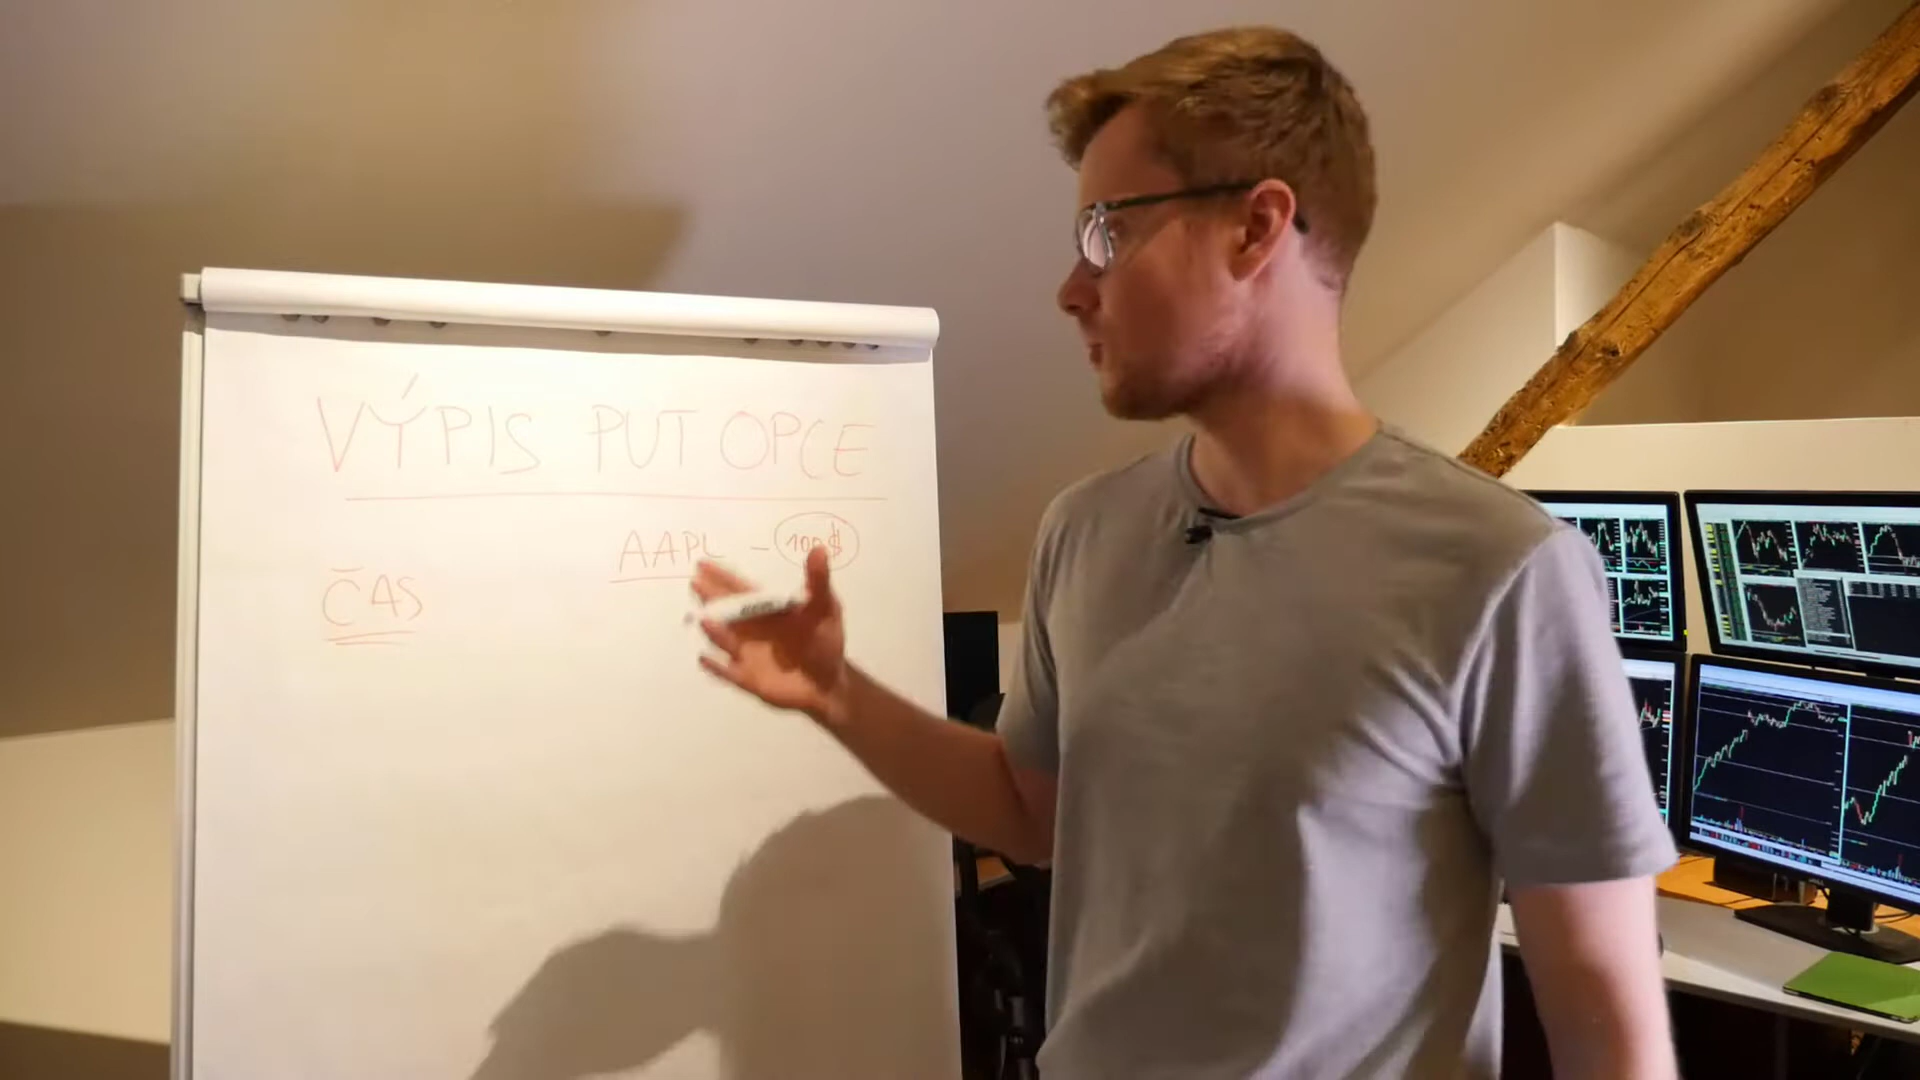 VÝPIS PUT OPCE
AAPL - 100$
ČAS